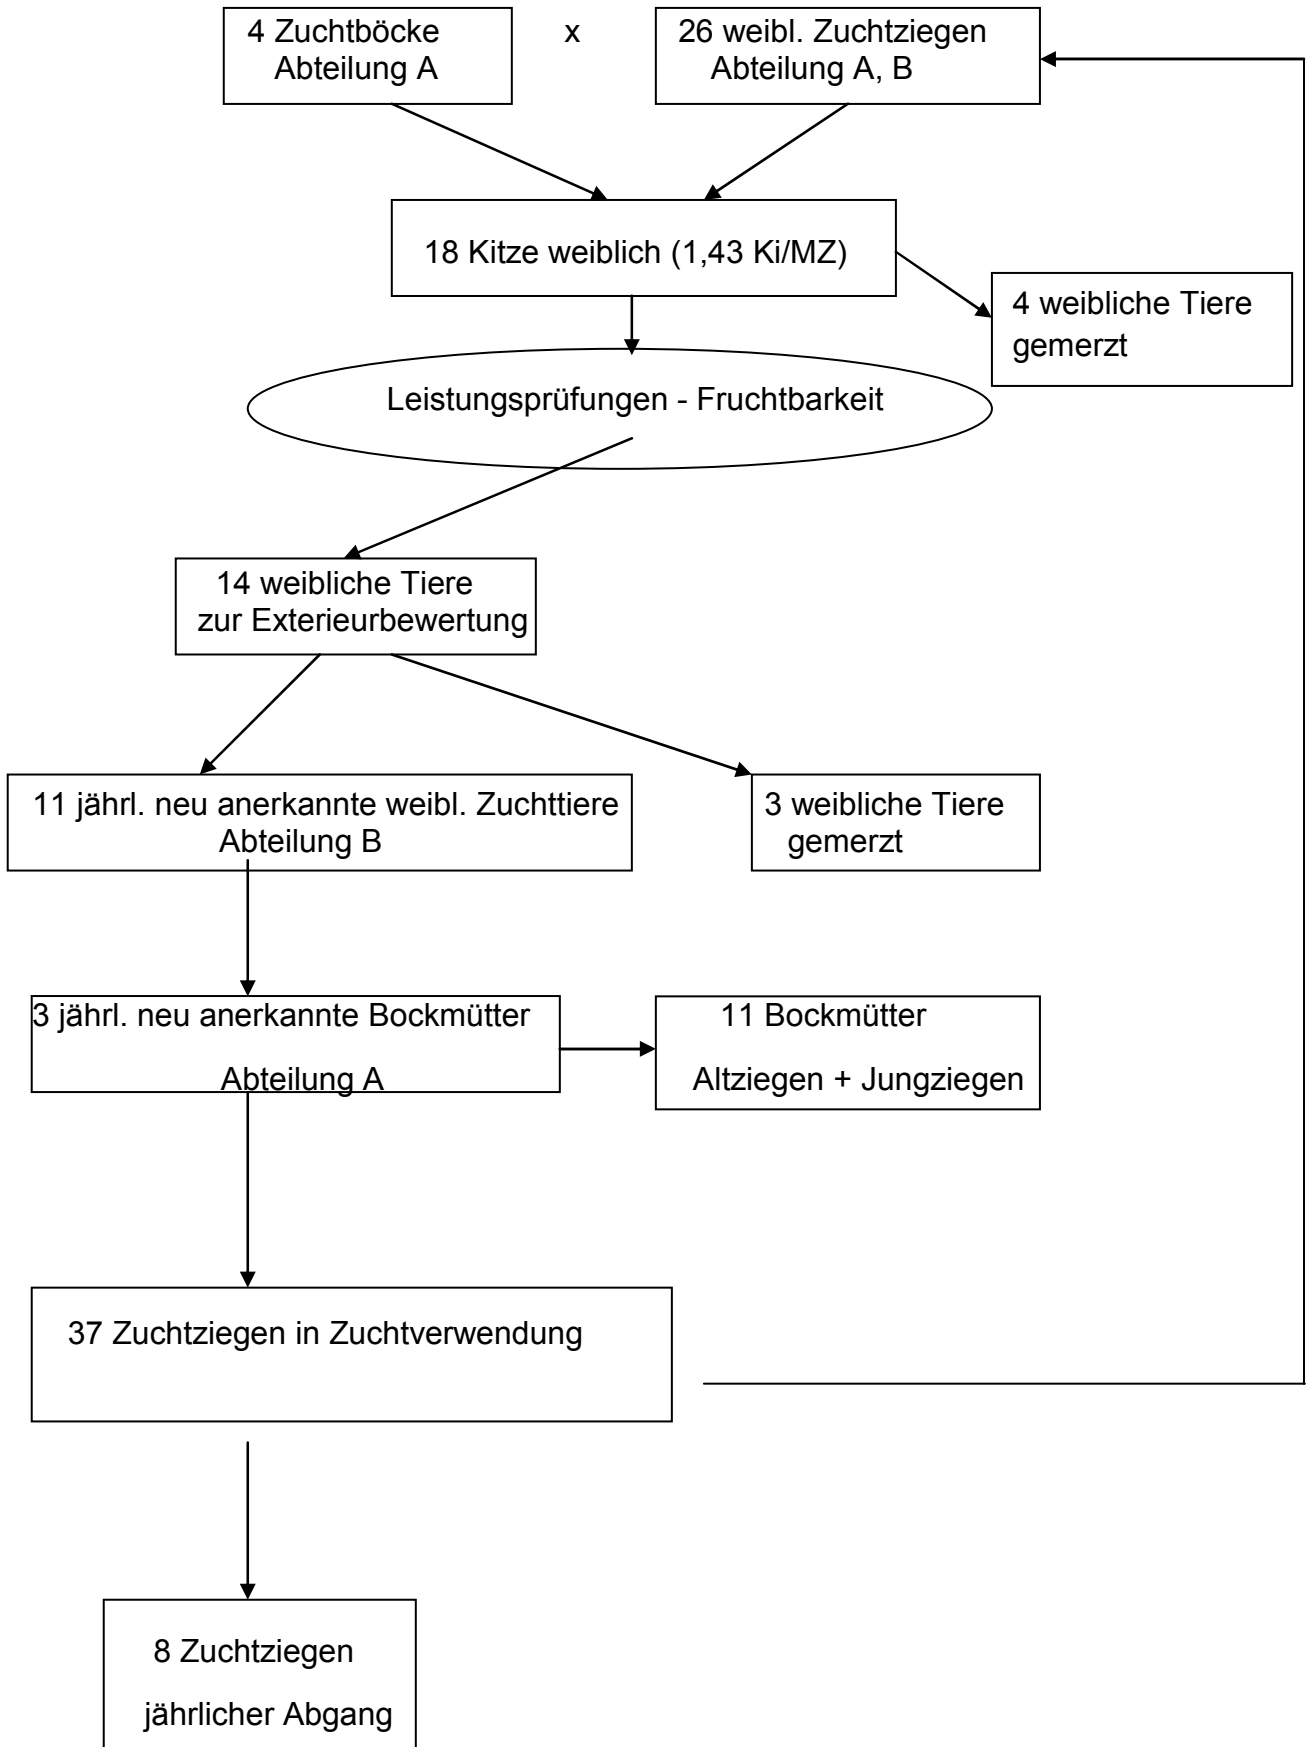 4 Zuchtböcke
Abteilung A
x
26 weibl. Zuchtziegen
Abteilung A, B
18 Kitze weiblich (1,43 Ki/MZ)
4 weibliche Tiere
gemerzt
Leistungsprüfungen - Fruchtbarkeit
14 weibliche Tiere
zur Exterieurbewertung
11 jährl. neu anerkannte weibl. Zuchttiere
Abteilung B
3 weibliche Tiere
gemerzt
3 jährl. neu anerkannte Bockmütter
Abteilung A
11 Bockmütter
Altziegen + Jungziegen
37 Zuchtziegen in Zuchtverwendung
8 Zuchtziegen
jährlicher Abgang